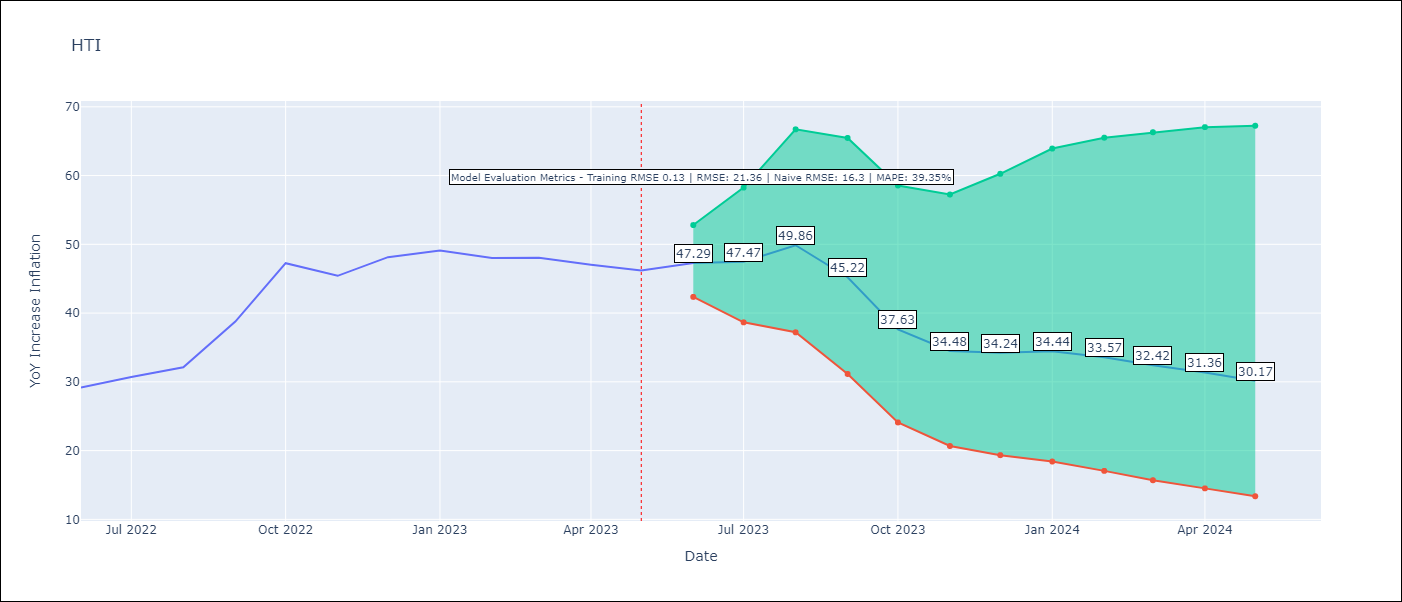 HTI
70
60
50
40
30
20
10
YoY Increase Inflation
Model Evaluation Metrics - Training RMSE 0.13 | RMSE: 21.36 | Naive RMSE: 16.3 | MAPE: 39.35%
47.29
47.47
49.86
45.22
37.63
34.48
34.24
34.44
33.57
32.42
31.36
30.17
Jul 2022
Oct 2022
Jan 2023
Apr 2023
Jul 2023
Oct 2023
Jan 2024
Apr 2024
Date